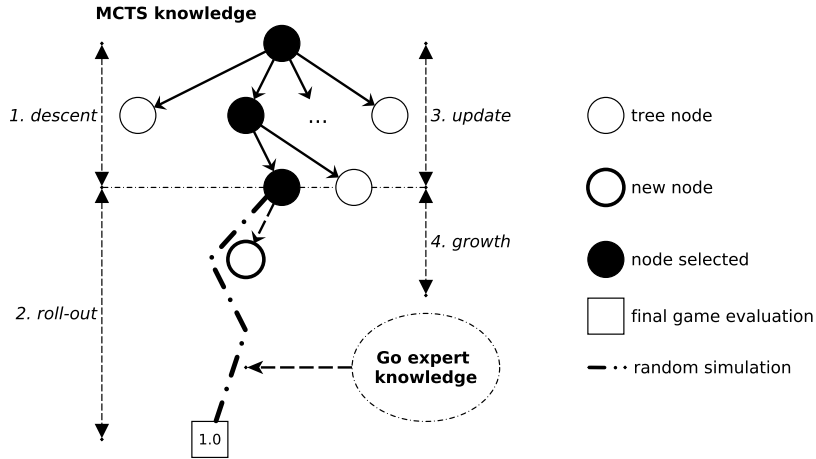 MCTS knowledge
1. descent
...
3. update
tree node
new node
4. growth
node selected
2. roll-out
final game evaluation
Go expert
knowledge
random simulation
1.0